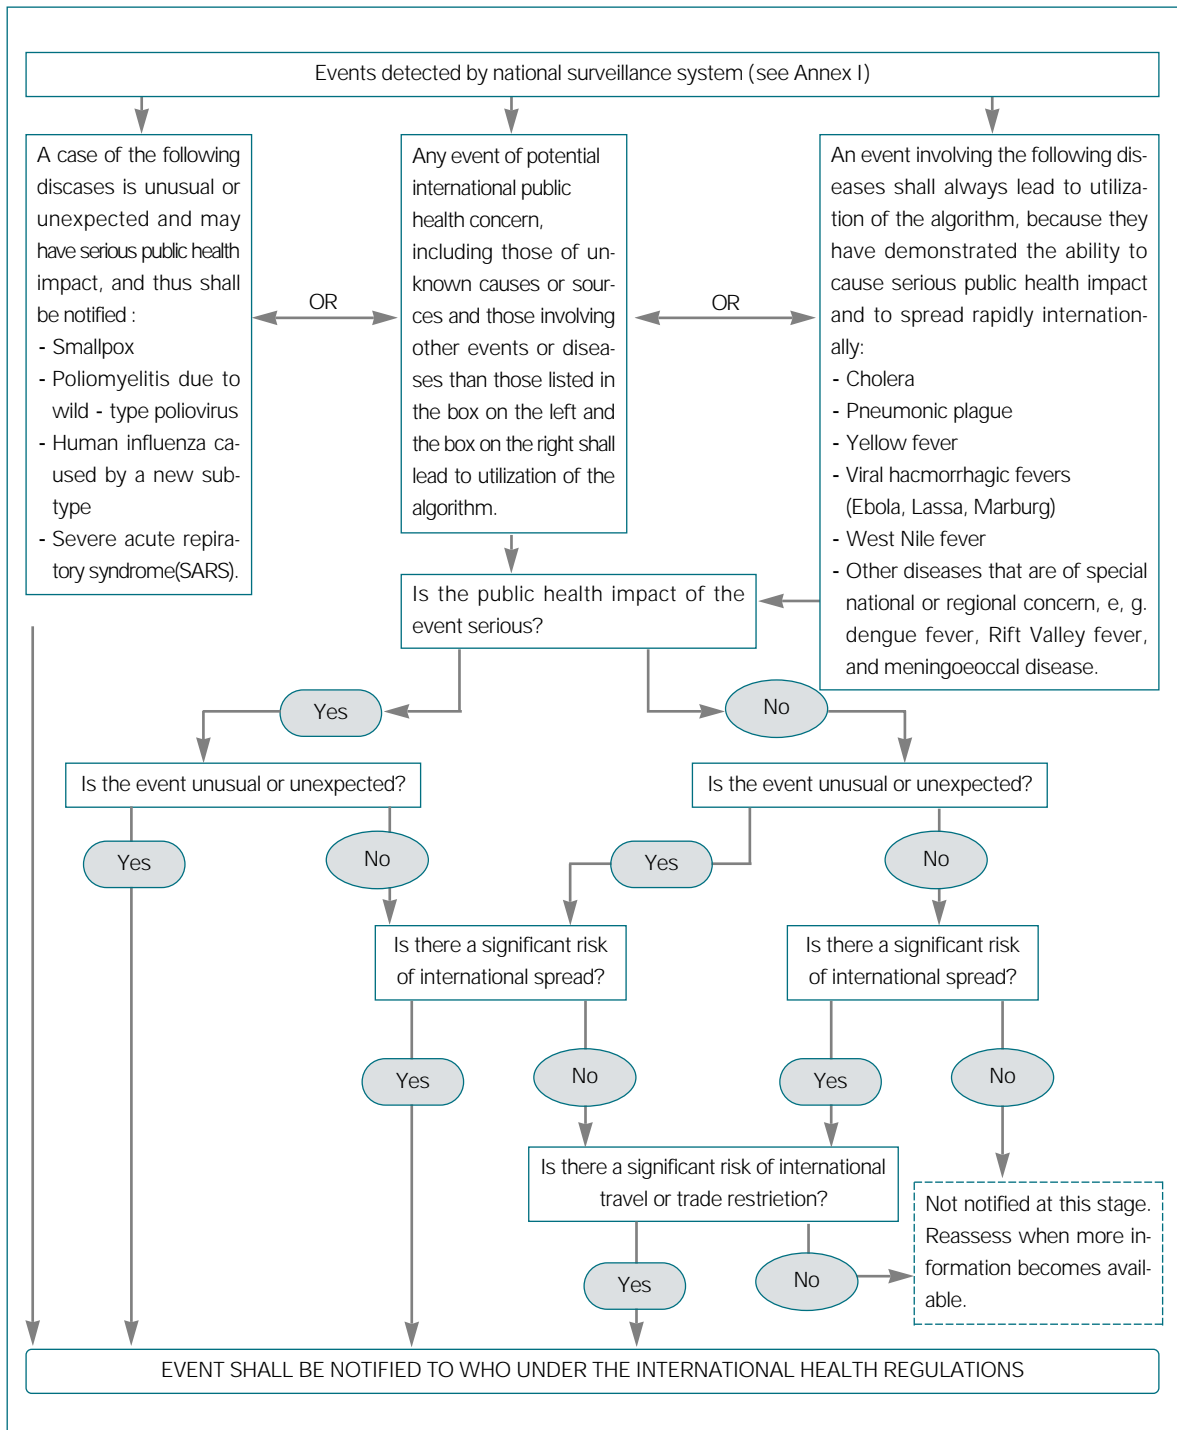 Events detected by national surveillance system (see Annex I)
A case of the following
discases is unusual or
unexpected and may
have serious public health
impact, and thus shall
be notified :
- Smallpox
- Poliomyelitis due to
wild - type poliovirus
- Human influenza ca-
used by a new sub-
type
- Severe acute repira-
tory syndrome(SARS).
OR
Any event of potential
international public
health concern,
including those of un-
known causes or sour-
ces and those involving
other events or disea-
ses than those listed in
the box on the left and
the box on the right shall
lead to utilization of the
algorithm.
OR
An event involving the following dis-
eases shall always lead to utiliza-
tion of the algorithm, because they
have demonstrated the ability to
cause serious public health impact
and to spread rapidly internation-
ally:
- Cholera
- Pneumonic plague
- Yellow fever
- Viral hacmorrhagic fevers
(Ebola, Lassa, Marburg)
- West Nile fever
- Other diseases that are of special
national or regional concern, e, g.
dengue fever, Rift Valley fever,
and meningoeoccal disease.
Is the public health impact of the
event serious?
Yes
No
Is the event unusual or unexpected?
Is the event unusual or unexpected?
Yes
No
Yes
No
Is there a significant risk
of international spread?
Is there a significant risk
of international spread?
Yes
No
Yes
No
Is there a significant risk of international
travel or trade restrietion?
Not notified at this stage.
Reassess when more in-
formation becomes avail-
able.
Yes
No
EVENT SHALL BE NOTIFIED TO WHO UNDER THE INTERNATIONAL HEALTH REGULATIONS